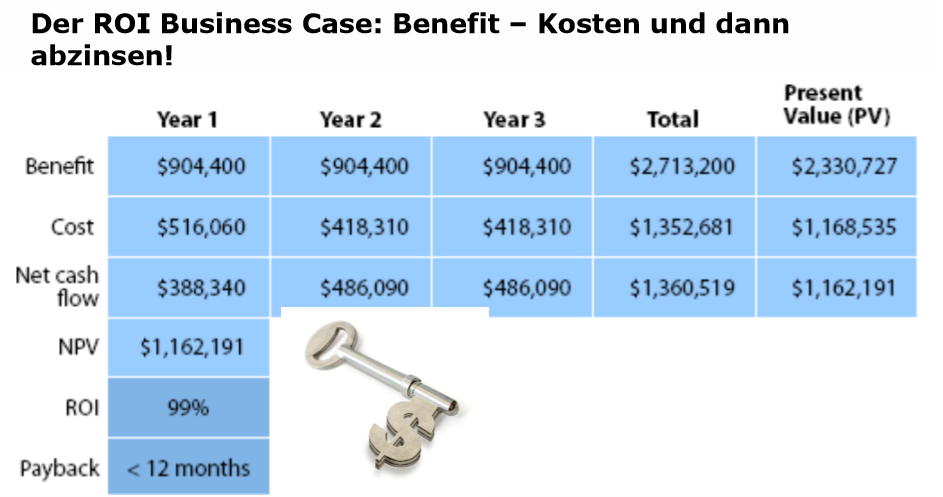 Der ROI Business Case: Benefit – Kosten und dann
abzinsen!
Year 1 Year 2 Year 3 Total Present Value (PV)
Benefit $904,400 $904,400 $904,400 $2,713,200 $2,330,727
Cost $516,060 $418,310 $418,310 $1,352,681 $1,168,535
Net cash flow $388,340 $486,090 $486,090 $1,360,519 $1,162,191
NPV $1,162,191
ROI 99%
Payback < 12 months
$